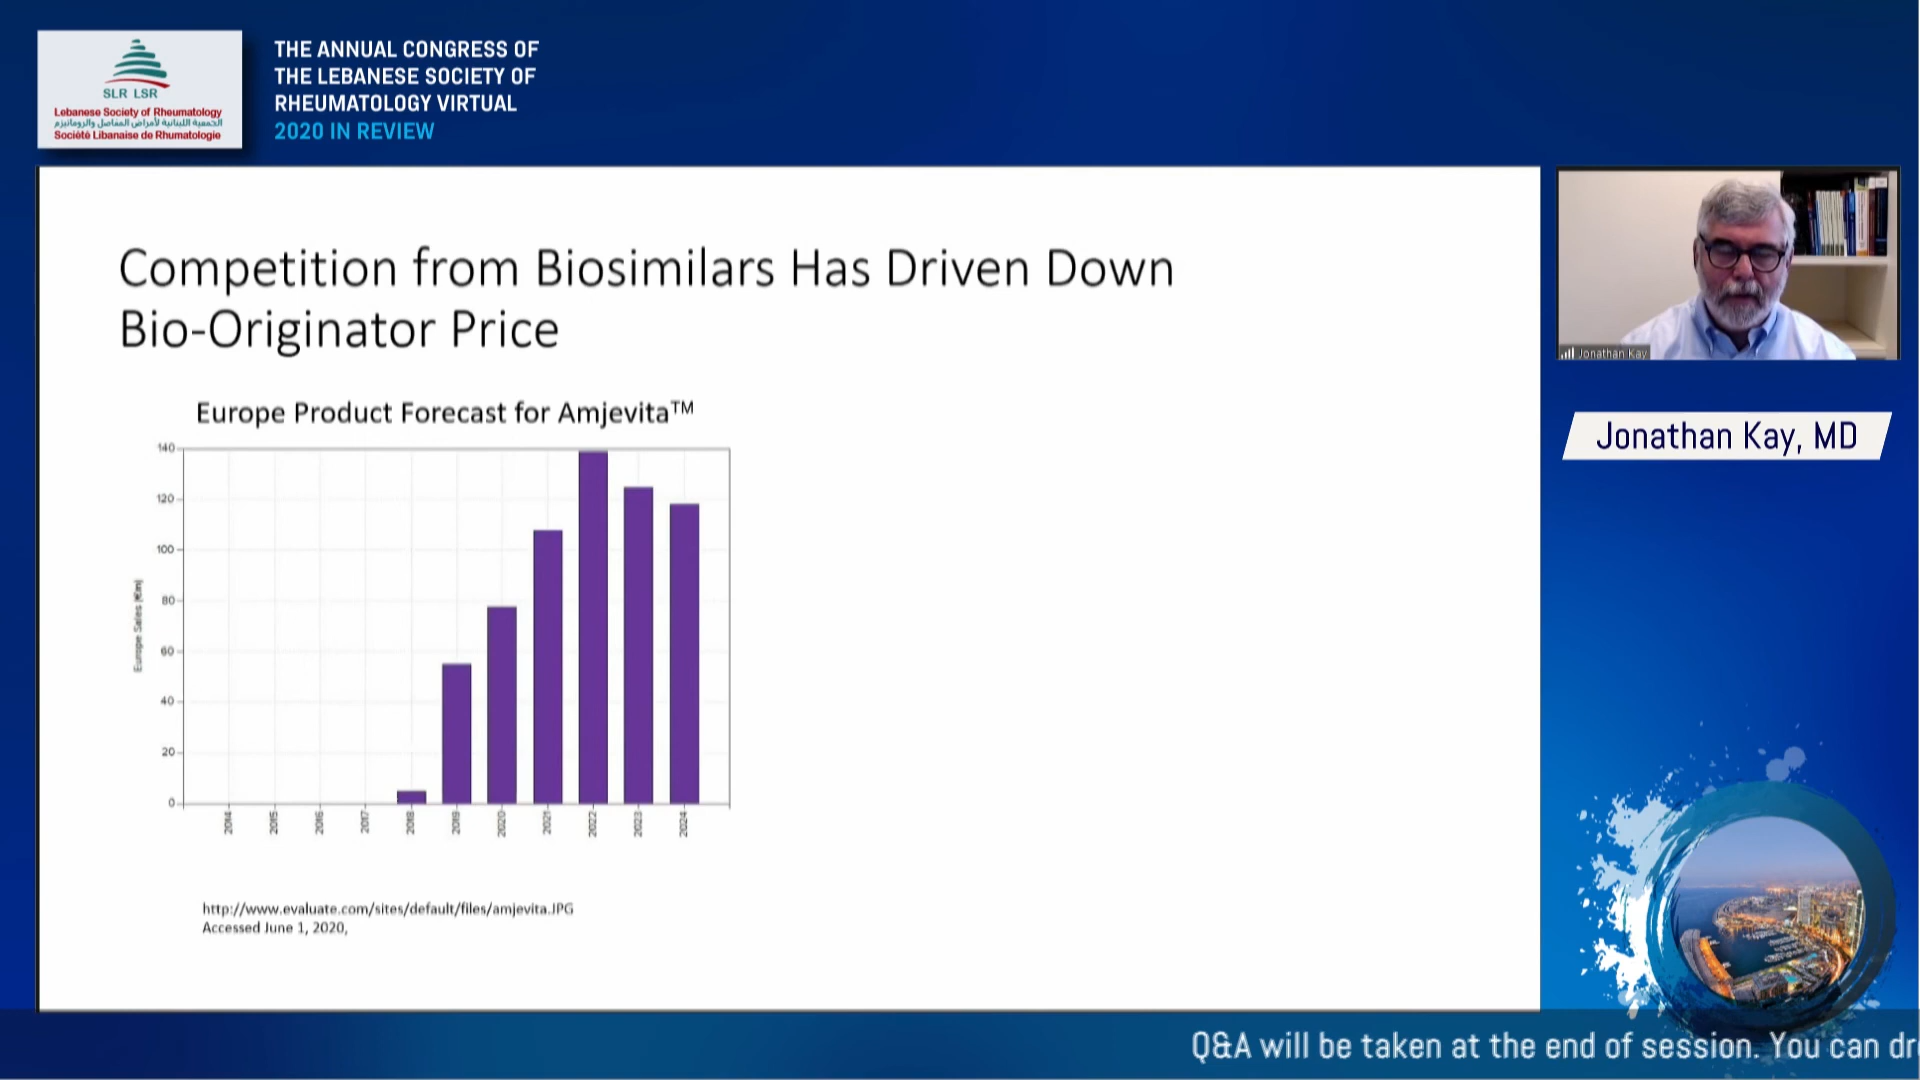 SLR LSR
Lebanese Society of Rheumatology
الجمعية اللبنانية لأمراض المفاصل والروماتيزم
Société Libanaise de Rhumatologie
THE ANNUAL CONGRESS OF
THE LEBANESE SOCIETY OF
RHEUMATOLOGY VIRTUAL
2020 IN REVIEW
Competition from Biosimilars Has Driven Down
Bio-Originator Price
Europe Product Forecast for Amjevita™
Europe Sales (€m)
140
120
100
80
60
40
20
0
2014 2015 2016 2017 2018 2019 2020 2021 2022 2023 2024
http://www.evaluate.com/sites/default/files/amjevita.JPG
Accessed June 1, 2020,
Jonathan Kay
Jonathan Kay, MD
Q&A will be taken at the end of session. You can dr